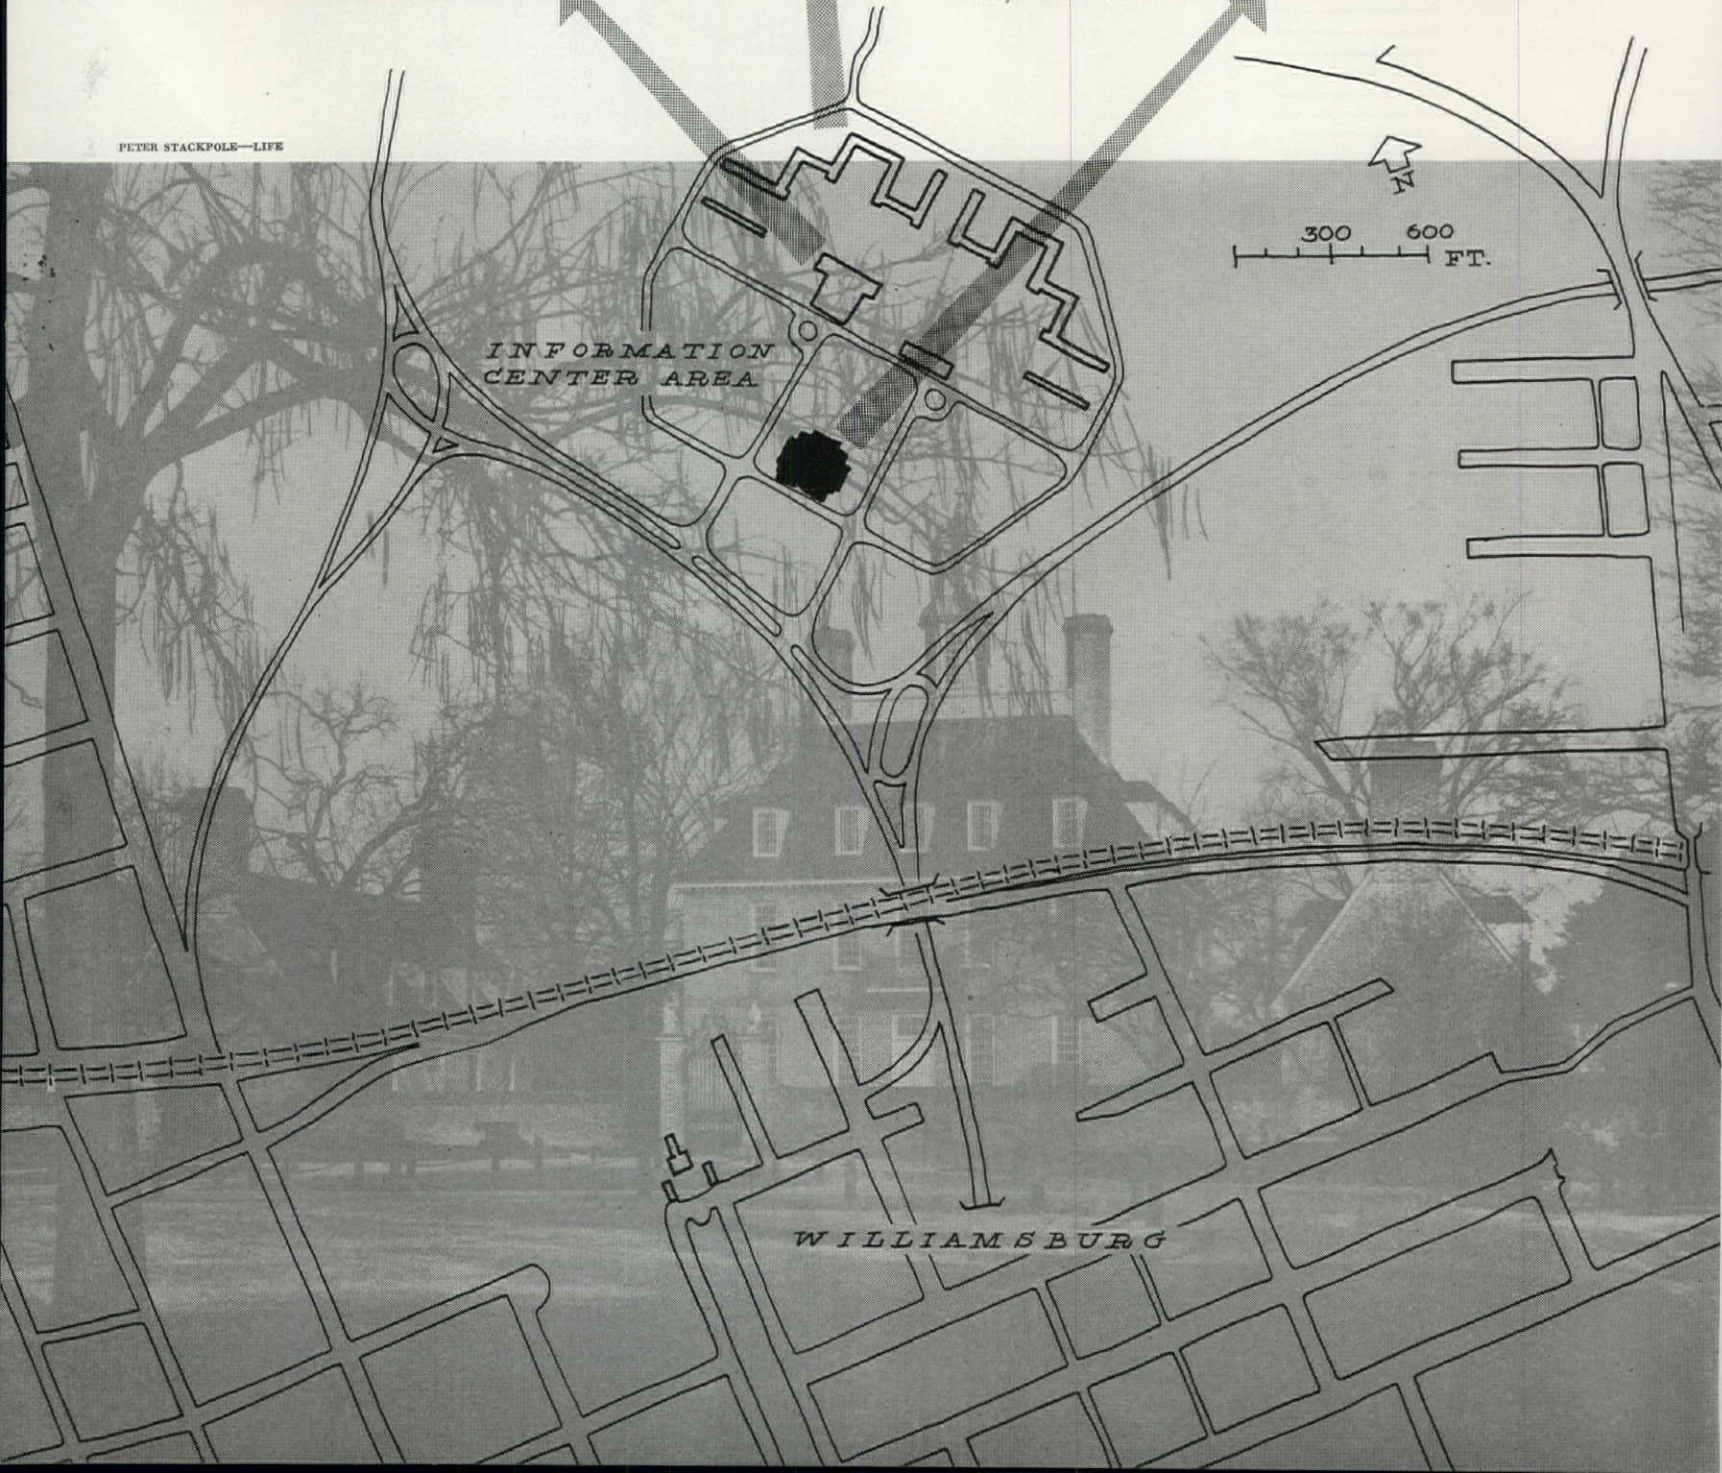 PETER STACKPOLE—LIFE
N
300 600
FT.
INFORMATION
CENTER AREA
WILLIAMSBURG